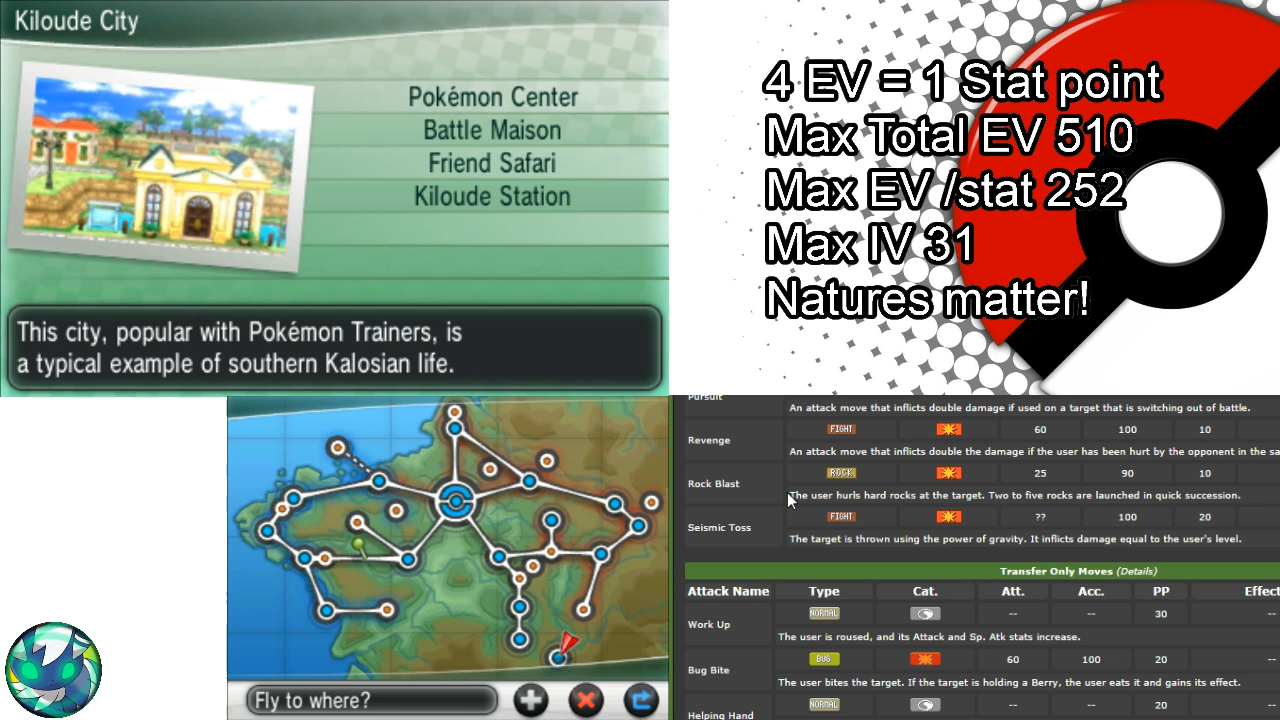 Kiloude City
Pokémon Center
Battle Maison
Friend Safari
Kiloude Station
This city, popular with Pokémon Trainers, is
a typical example of southern Kalosian life.
4 EV = 1 Stat point
Max Total EV 510
Max EV /stat 252
Max IV 31
Natures matter!
Fly to where?
Pursuit
An attack move that inflicts double damage if used on a target that is switching out of battle.
Revenge FIGHT 60 100 10
An attack move that inflicts double the damage if the user has been hurt by the opponent in the sa
Rock Blast ROCK 25 90 10
The user hurls hard rocks at the target. Two to five rocks are launched in quick succession.
Seismic Toss FIGHT ?? 100 20
The target is thrown using the power of gravity. It inflicts damage equal to the user's level.
Transfer Only Moves (Details)
Attack Name Type Cat. Att. Acc. PP Effect
Work Up NORMAL -- -- 30
The user is roused, and its Attack and Sp. Atk stats increase.
Bug Bite BUG 60 100 20 --
The user bites the target. If the target is holding a Berry, the user eats it and gains its effect.
Helping Hand NORMAL -- -- 20 --